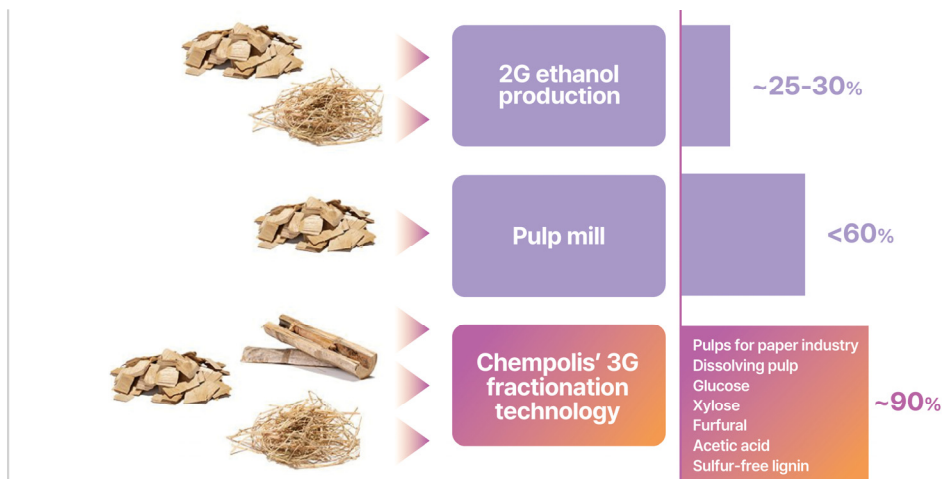 2G ethanol
production
~25-30%
Pulp mill
<60%
Chempolis’ 3G
fractionation
technology
Pulps for paper industry
Dissolving pulp
Glucose
Xylose
Furfural
Acetic acid
Sulfur-free lignin
~90%